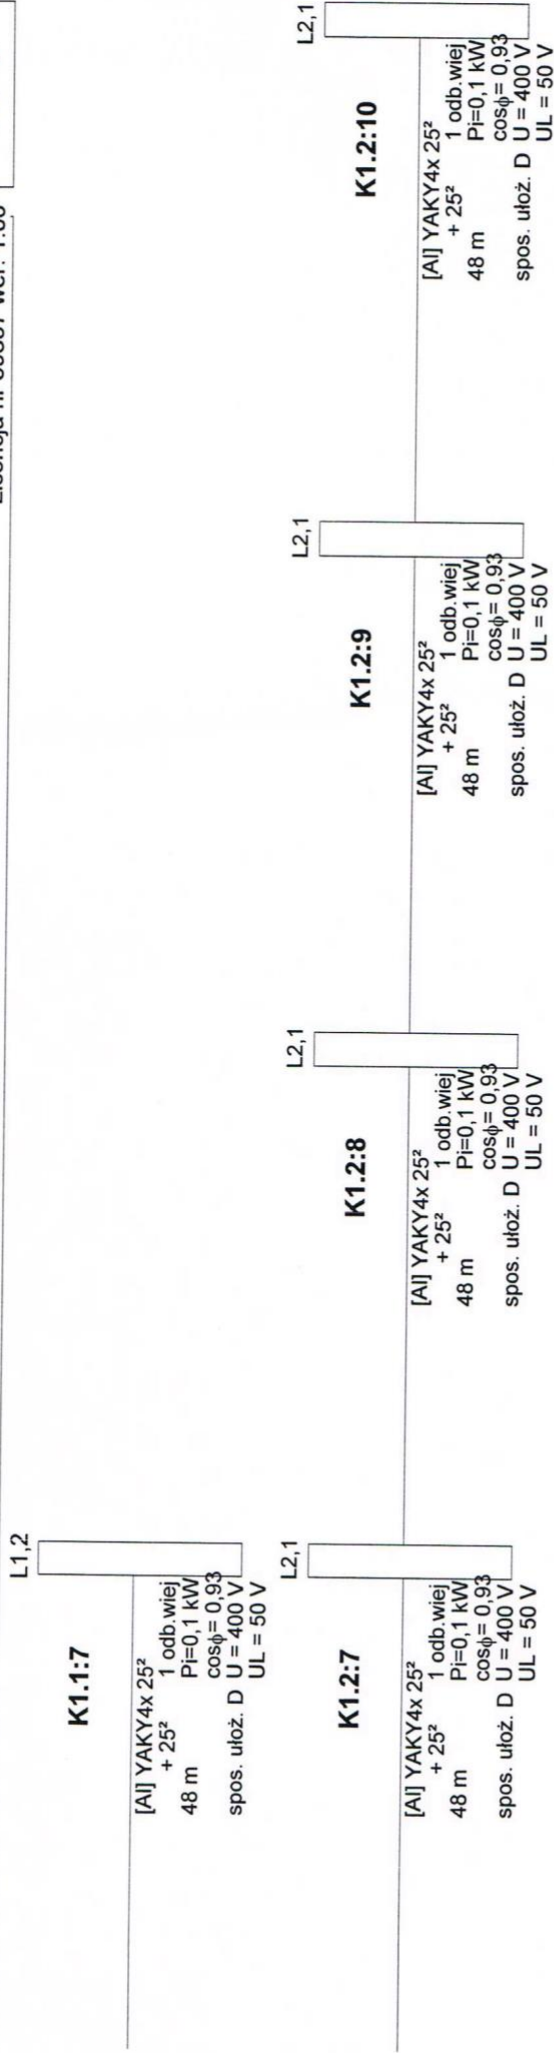 L1,2
K1.1:7
[Al] YAKY4x 25²
+ 25²
48 m
1 odb.wiej
Pi=0,1 kW
cosϕ= 0,93
spos. ułoż. D U = 400 V
UL = 50 V
L2,1
K1.2:7
[Al] YAKY4x 25²
+ 25²
48 m
1 odb.wiej
Pi=0,1 kW
cosϕ= 0,93
spos. ułoż. D U = 400 V
UL = 50 V
L2,1
K1.2:8
[Al] YAKY4x 25²
+ 25²
48 m
1 odb.wiej
Pi=0,1 kW
cosϕ= 0,93
spos. ułoż. D U = 400 V
UL = 50 V
L2,1
K1.2:9
[Al] YAKY4x 25²
+ 25²
48 m
1 odb.wiej
Pi=0,1 kW
cosϕ= 0,93
spos. ułoż. D U = 400 V
UL = 50 V
L2,1
K1.2:10
[Al] YAKY4x 25²
+ 25²
48 m
1 odb.wiej
Pi=0,1 kW
cosϕ= 0,93
spos. ułoż. D U = 400 V
UL = 50 V